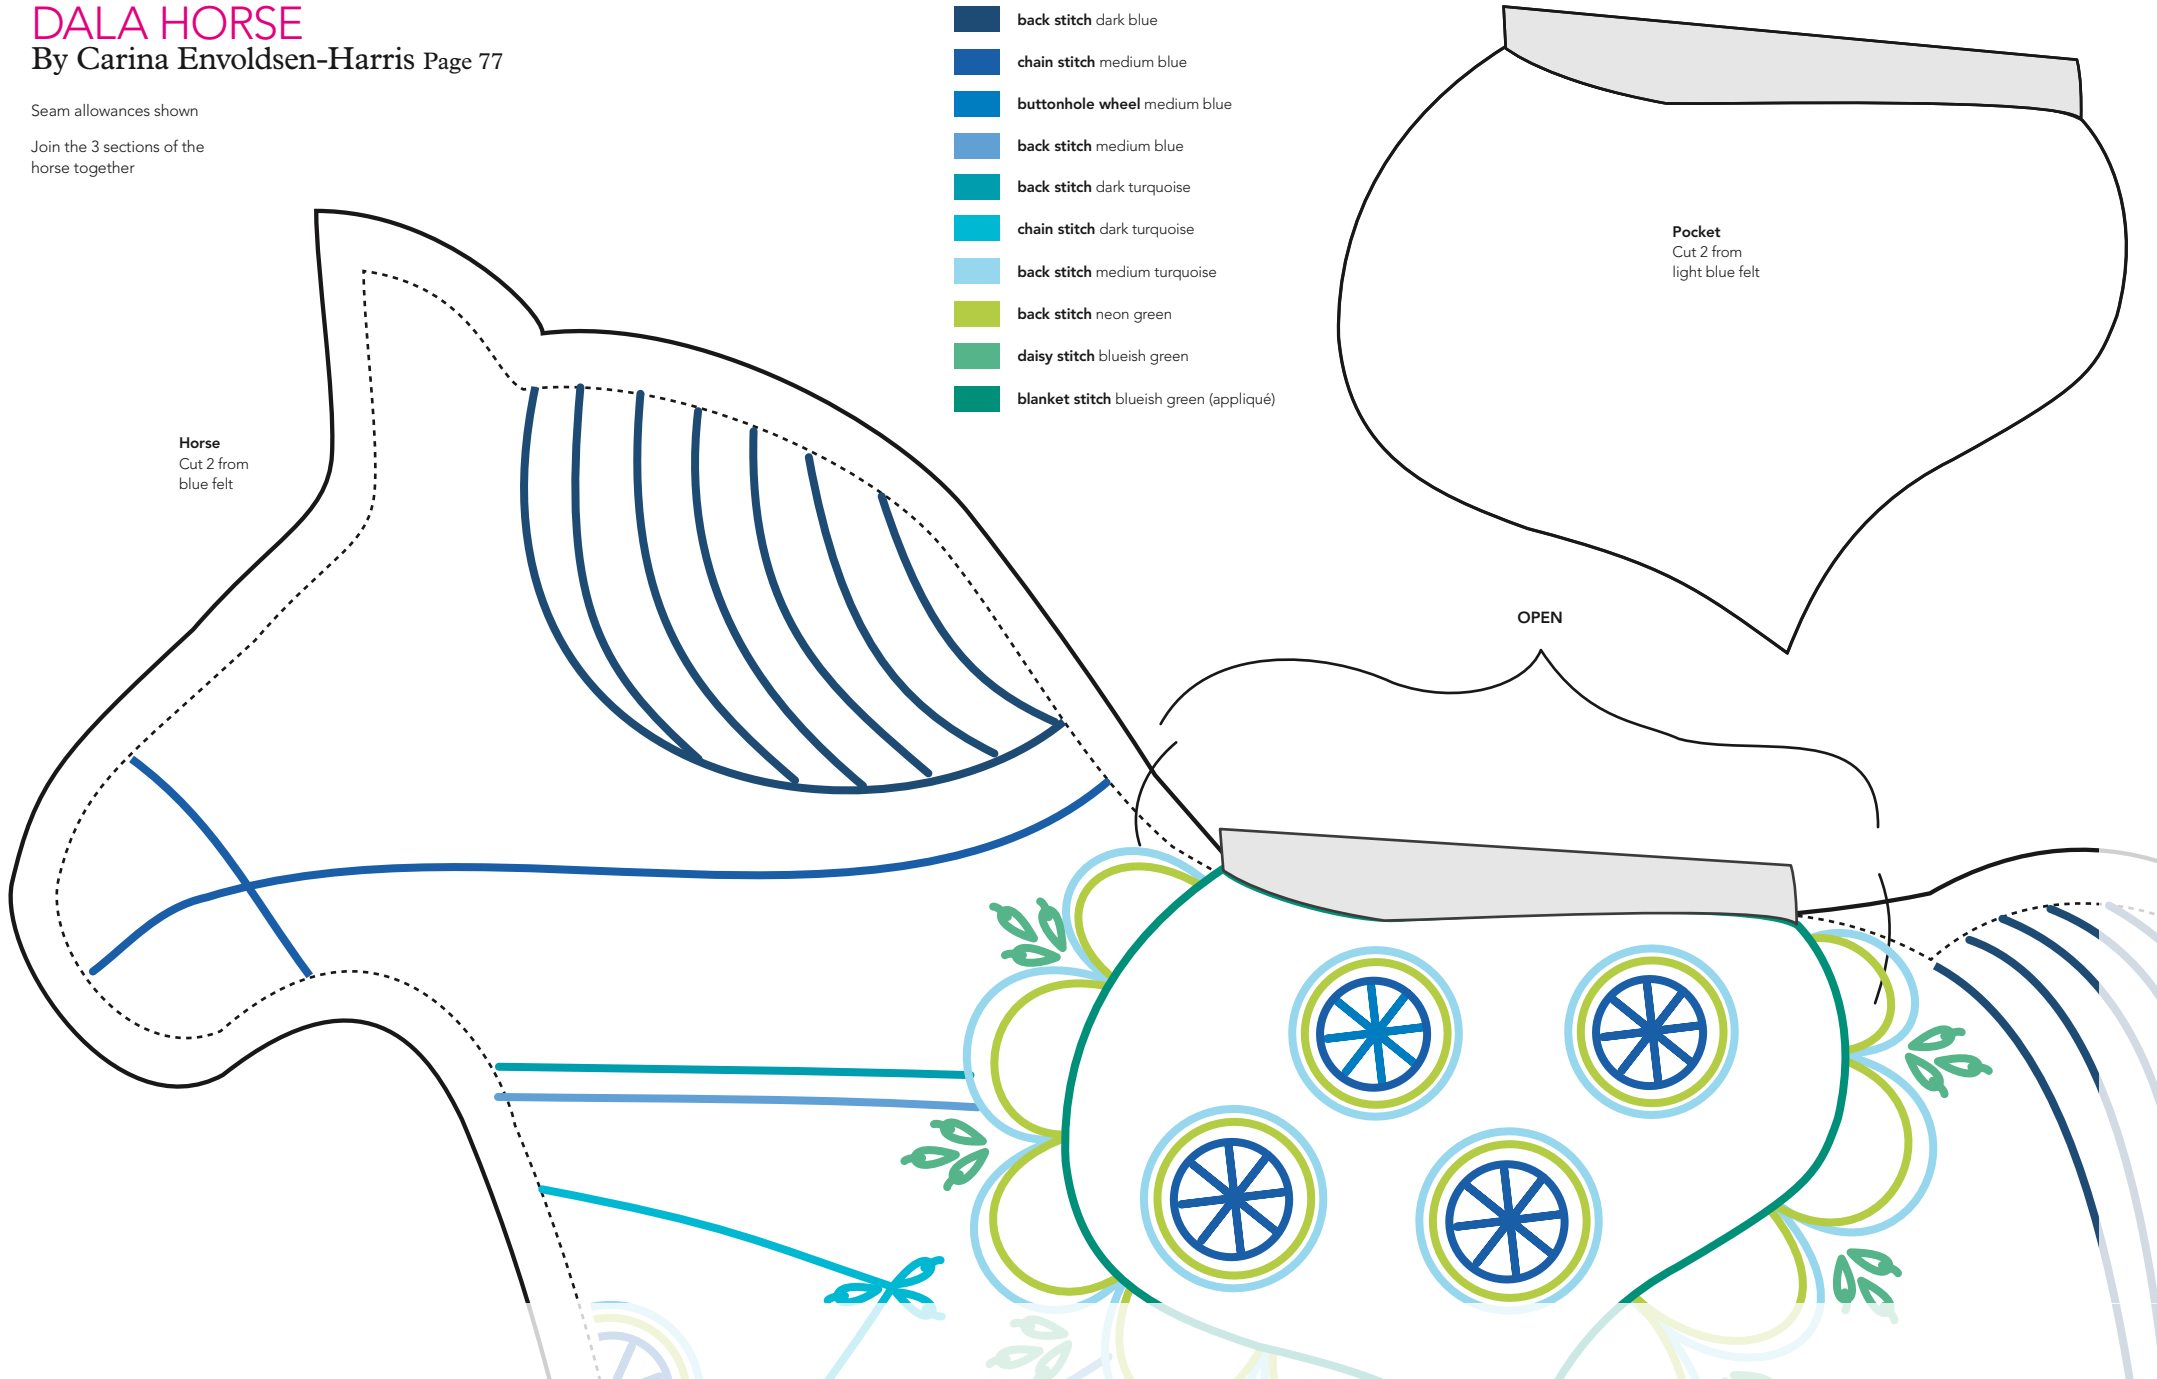 DALA HORSE
By Carina Envoldsen-Harris Page 77
Seam allowances shown
Join the 3 sections of the
horse together
back stitch dark blue
chain stitch medium blue
buttonhole wheel medium blue
back stitch medium blue
back stitch dark turquoise
chain stitch dark turquoise
back stitch medium turquoise
back stitch neon green
daisy stitch blueish green
blanket stitch blueish green (appliqué)
Pocket
Cut 2 from
light blue felt
Horse
Cut 2 from
blue felt
OPEN